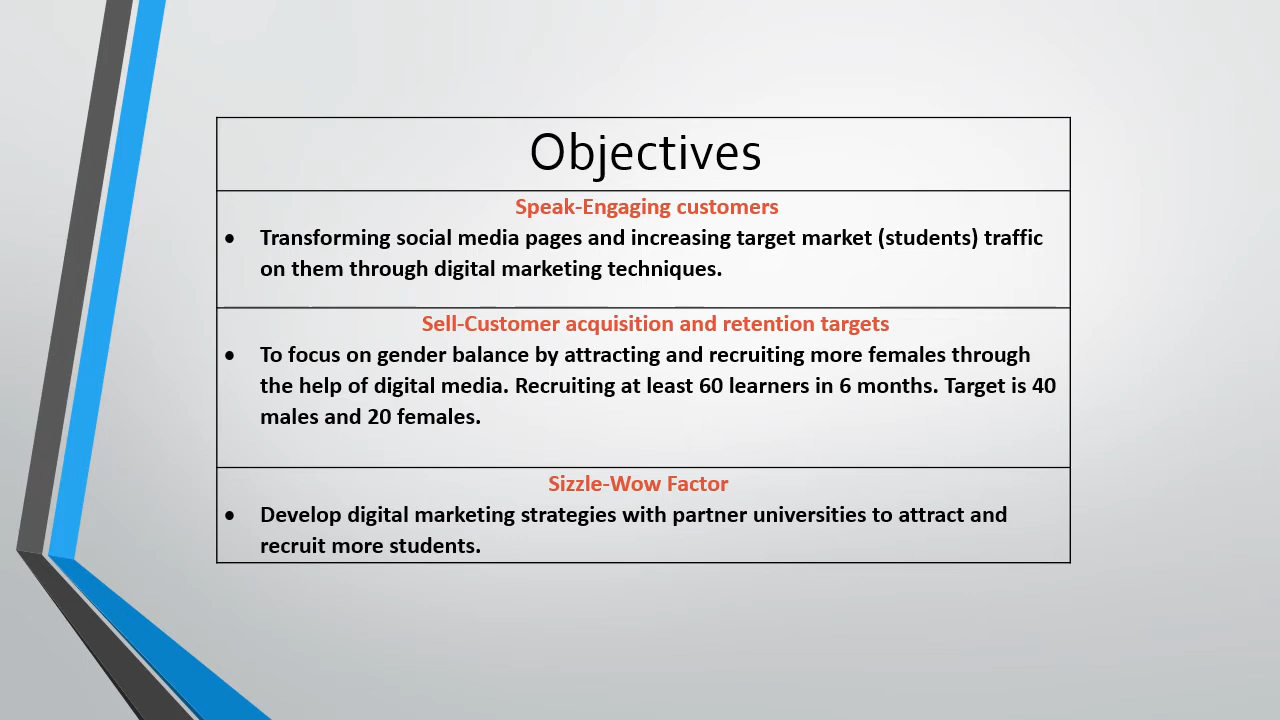 Objectives
Speak-Engaging customers
• Transforming social media pages and increasing target market (students) traffic
on them through digital marketing techniques.
Sell-Customer acquisition and retention targets
• To focus on gender balance by attracting and recruiting more females through
the help of digital media. Recruiting at least 60 learners in 6 months. Target is 40
males and 20 females.
Sizzle-Wow Factor
• Develop digital marketing strategies with partner universities to attract and
recruit more students.